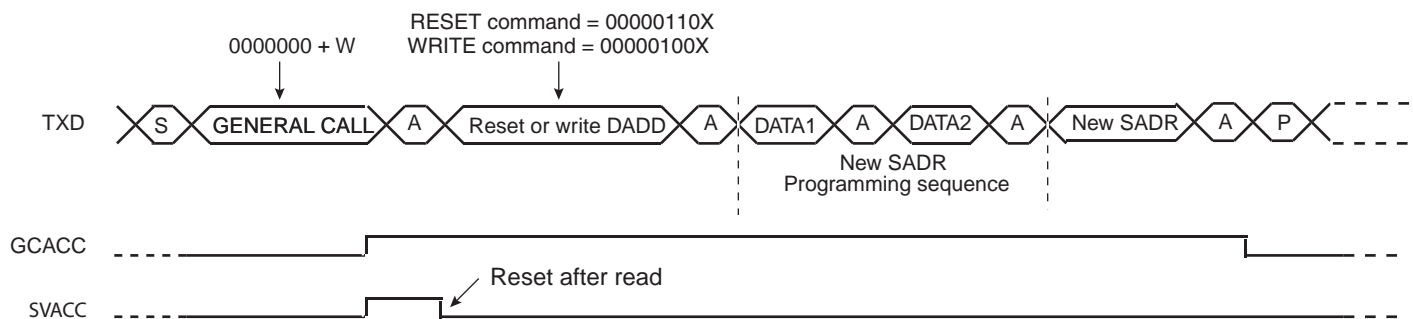 RESET command = 00000110X
0000000 + W
WRITE command = 00000100X
TXD
S
GENERAL CALL
A
Reset or write DADD
A
DATA1
A
DATA2
A
New SADR
A
P
New SADR
Programming sequence
GCACC
Reset after read
SVACC